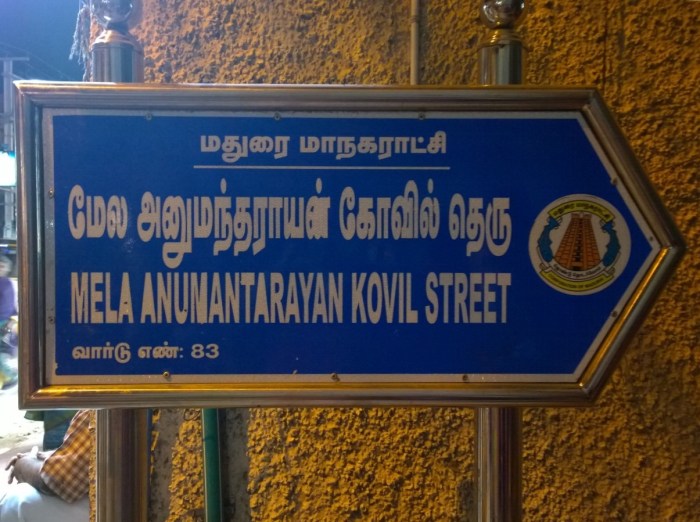 மதுரை மாநகராட்சி
மேல அனுமந்தராயன் கோவில் தெரு
MELA ANUMANTARAYAN KOVIL STREET
வார்டு எண்: 83